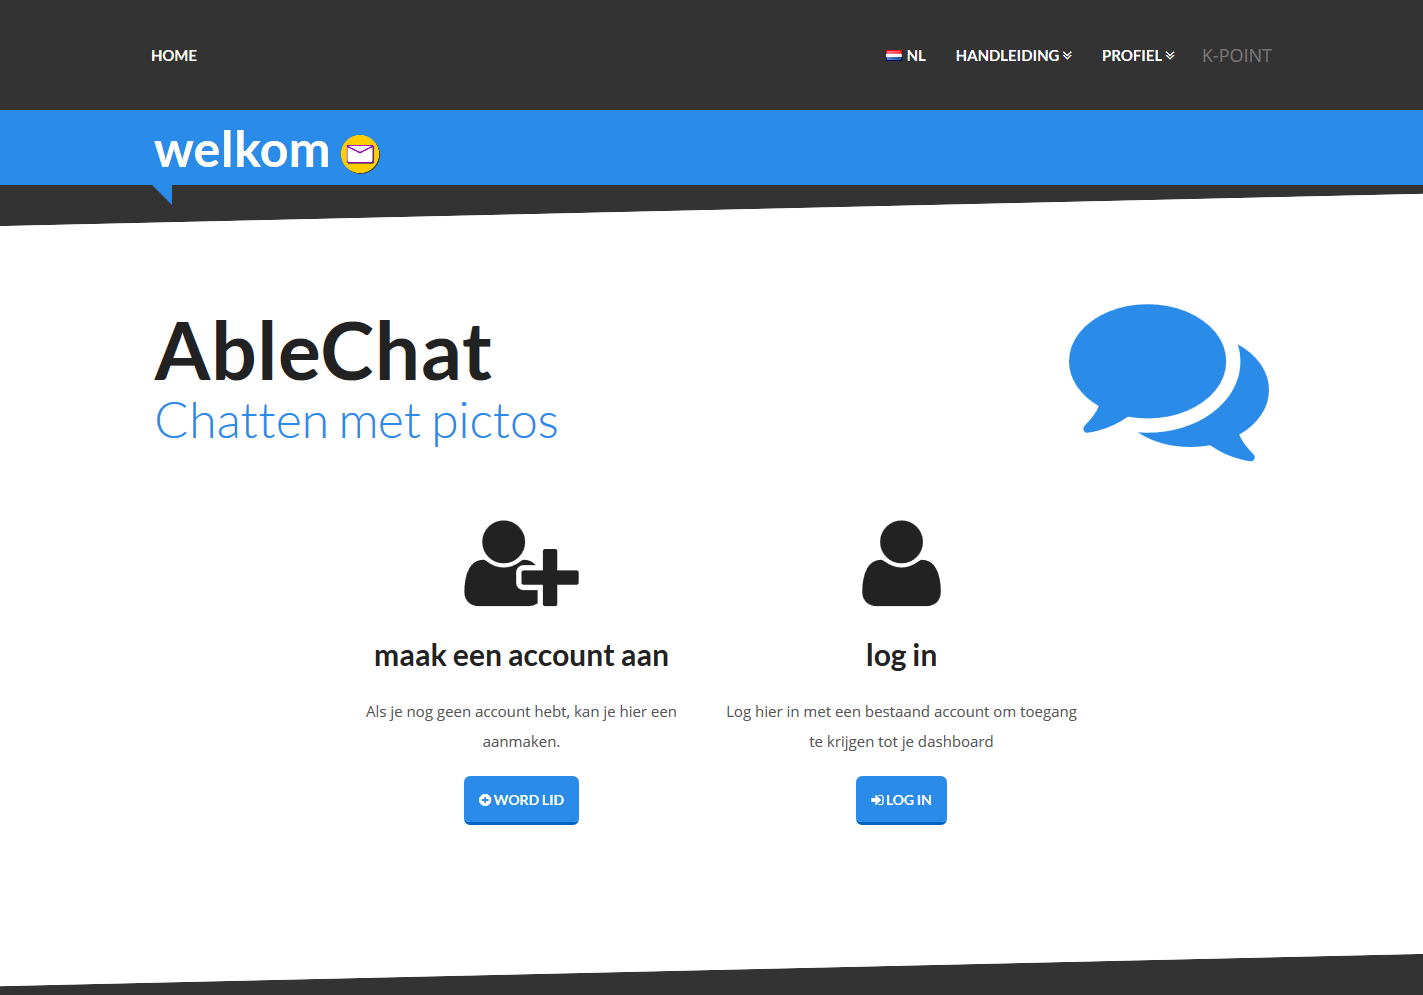 HOME
NL
HANDLEIDING
PROFIEL
K-POINT
welkom
AbleChat
Chatten met pictos
maak een account aan
Als je nog geen account hebt, kan je hier een
aanmaken.
WORD LID
log in
Log hier in met een bestaand account om toegang
te krijgen tot je dashboard
LOG IN